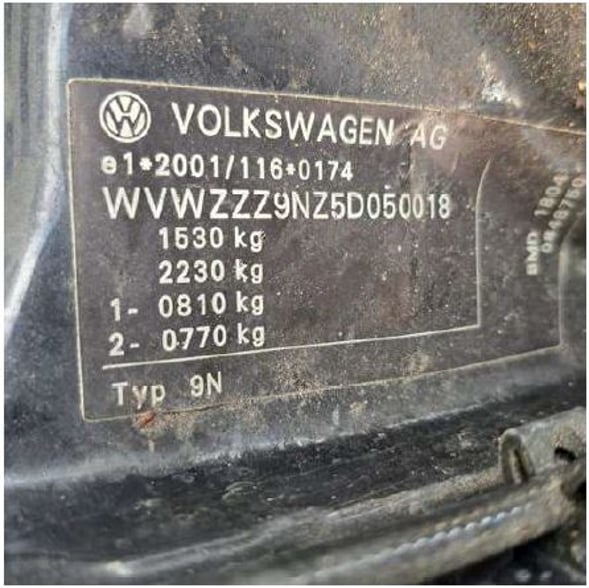 VOLKSWAGEN AG
e1*2001/116*0174
WVWZZZ9NZ5D050018
1530 kg
2230 kg
1- 0810 kg
2- 0770 kg
Typ 9N